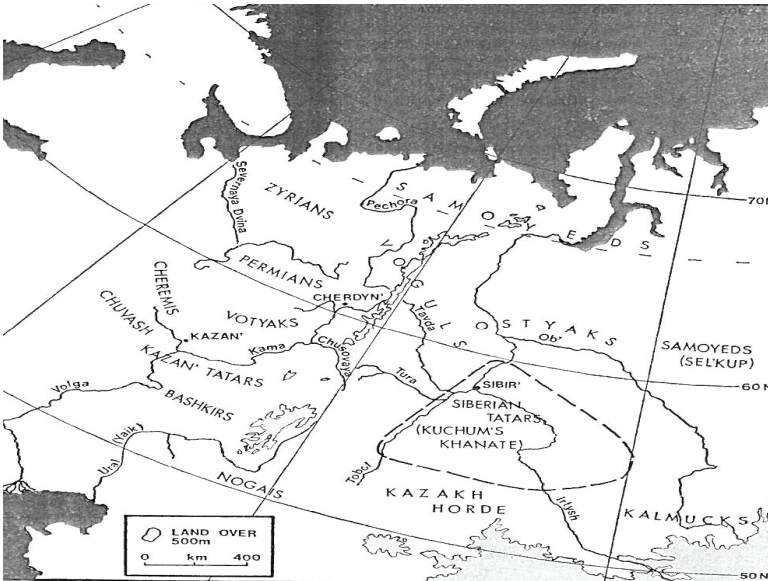 70N
Severnaya Dvina
ZYRIANS
SAMOYEDS
Pechora
VOGULS
PERMIANS
CHEREMIS
CHERDYN'
CHUVASH
VOTYAKS
KAZAN'
Kama
Chusovaya
Tavda
OSTYAKS
Ob'
SAMOYEDS
(SEL'KUP)
KAZAN' TATARS
Tura
60N
Volga
BASHKIRS
SIBIR'
SIBERIAN
TATARS
(KUCHUM'S
KHANATE)
Ural (Naik)
NOGAIS
Tobol
KAZAKH
HORDE
Irtysh
KALMUCKS
LAND OVER
500m
0 km 400
50N